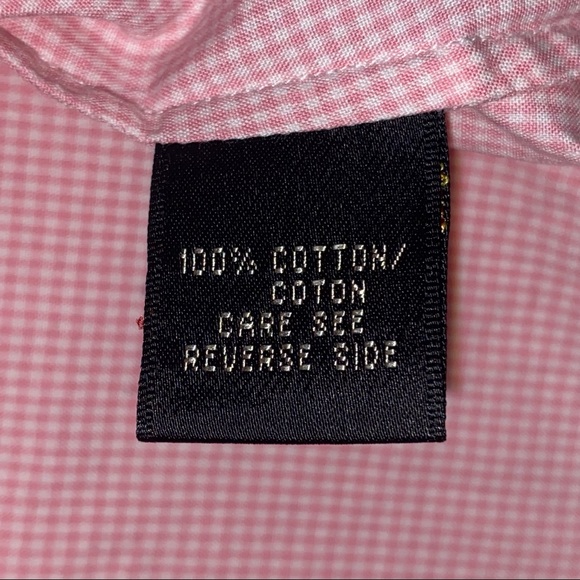 100% COTTON/
COTON
CARE SEE
REVERSE SIDE